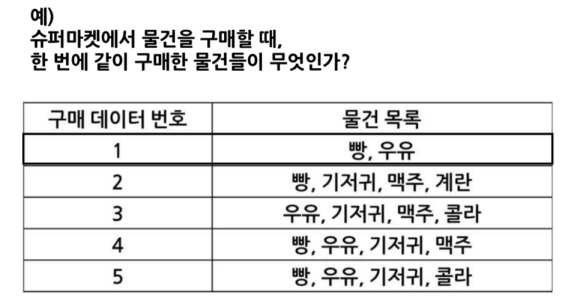 예)
슈퍼마켓에서 물건을 구매할 때,
한 번에 같이 구매한 물건들이 무엇인가?
구매 데이터 번호 물건 목록
1 빵, 우유
2 빵, 기저귀, 맥주, 계란
3 우유, 기저귀, 맥주, 콜라
4 빵, 우유, 기저귀, 맥주
5 빵, 우유, 기저귀, 콜라